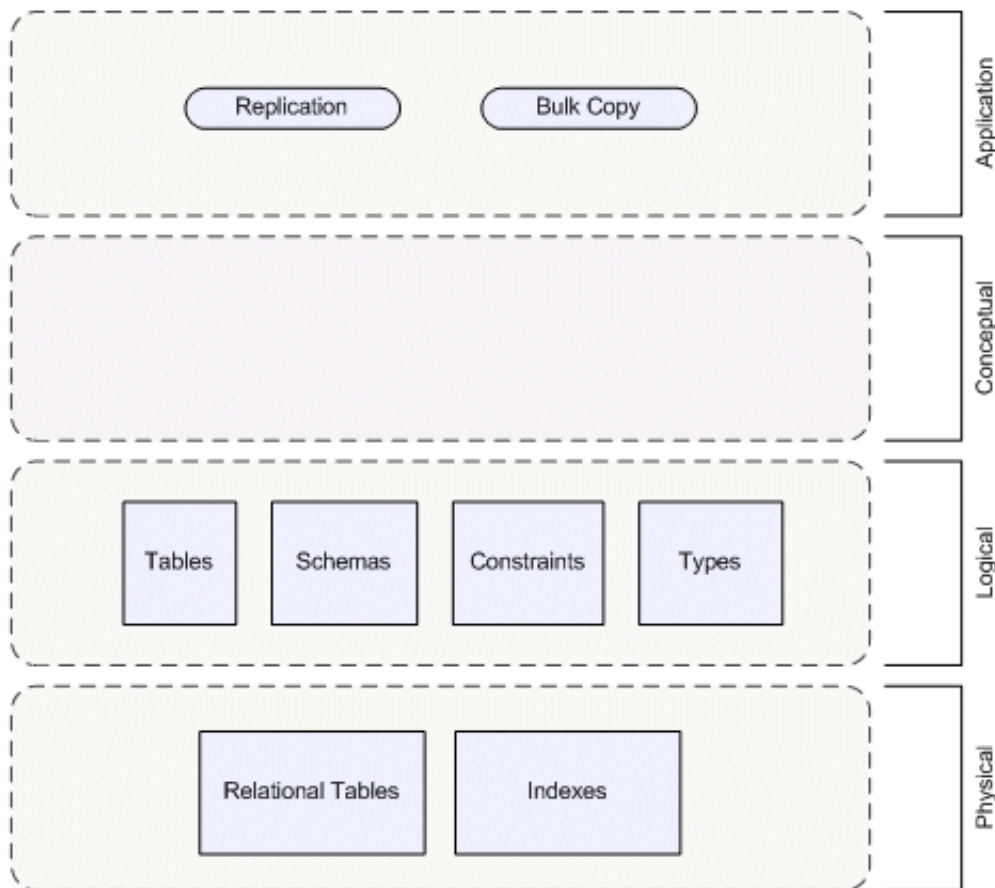 Replication
Bulk Copy
Application
Conceptual
Tables
Schemas
Constraints
Types
Logical
Relational Tables
Indexes
Physical